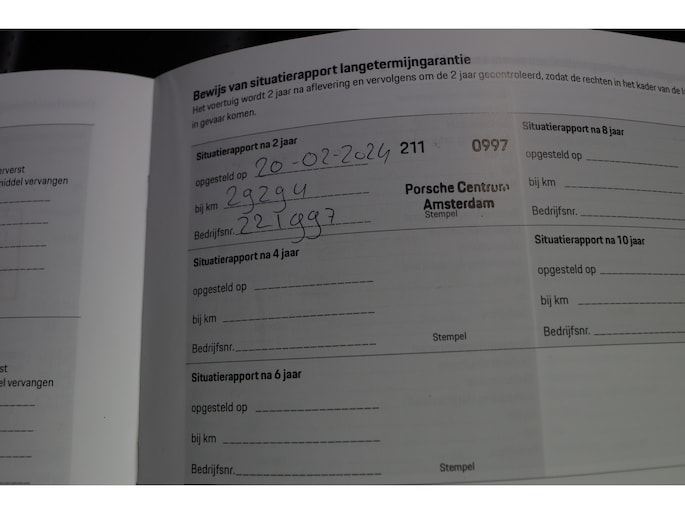 erverst
middel vervangen
st
el vervangen
Bewijs van situatierapport langetermijngarantie
Het voertuig wordt 2 jaar na aflevering en vervolgens om de 2 jaar gecontroleerd, zodat de rechten in het kader van de l
in gevaar komen.
Situatierapport na 2 jaar
opgesteld op 20-02-2024
bij km 29294
Bedrijfsnr.
211 0997
Porsche Centrum
Amsterdam
Stempel
Situatierapport na 4 jaar
opgesteld op
bij km
Bedrijfsnr.
Stempel
Situatierapport na 6 jaar
opgesteld op
bij km
Bedrijfsnr.
Stempel
Situatierapport na 8 jaar
opgesteld op
bij km
Bedrijfsnr.
Situatierapport na 10 jaar
opgesteld op
bij km
Bedrijfsnr.